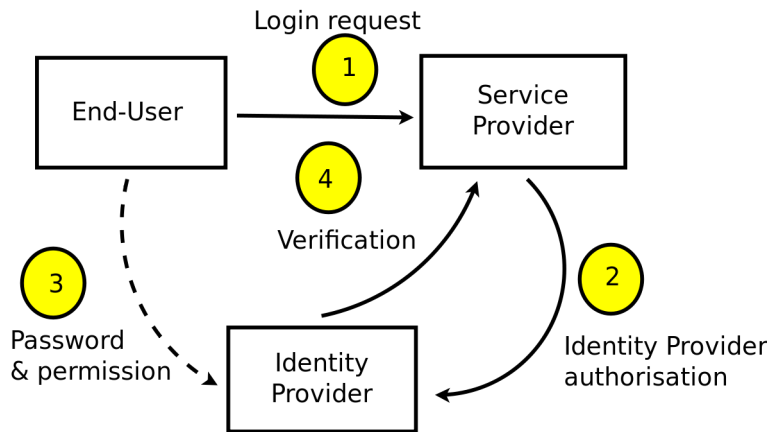 Login request
1
End-User
Service
Provider
4
Verification
3
2
Password
& permission
Identity
Provider
Identity Provider
authorisation